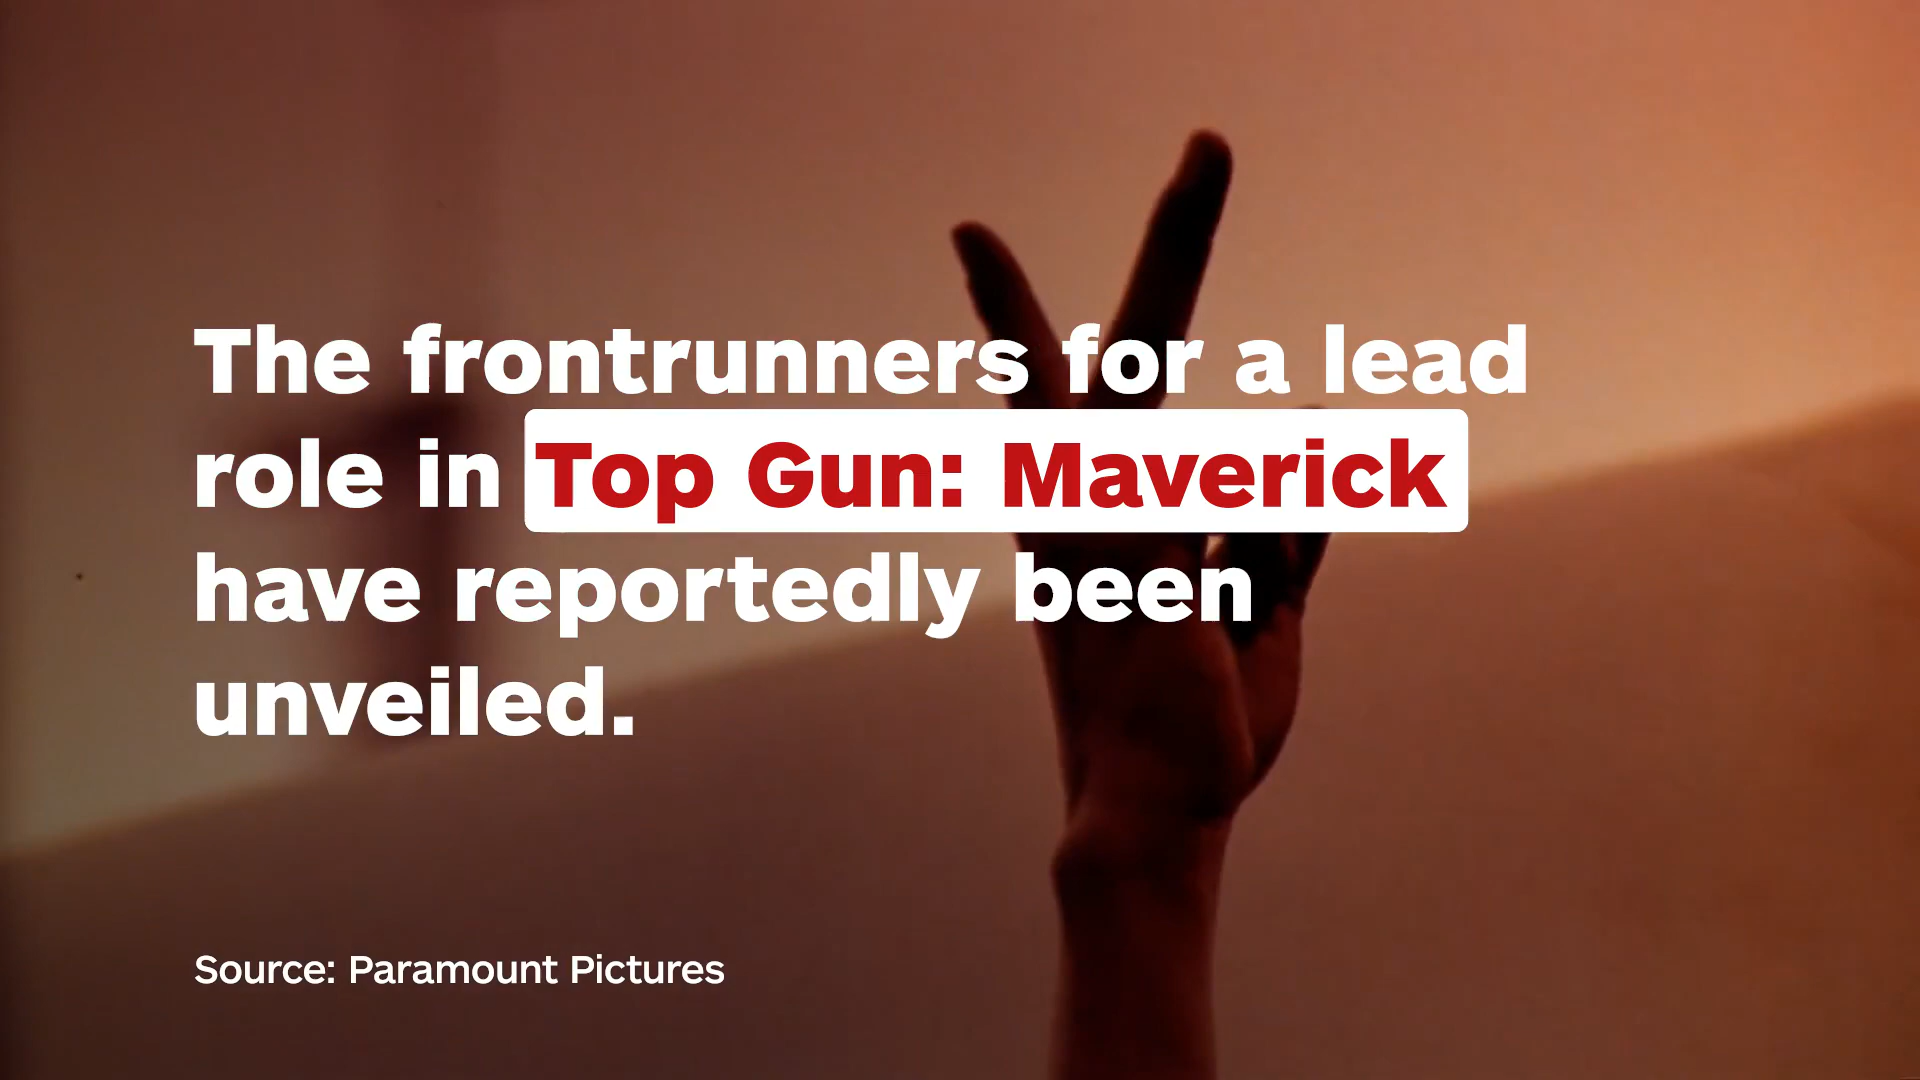 The frontrunners for a lead
role in Top Gun: Maverick
have reportedly been
unveiled.
Source: Paramount Pictures